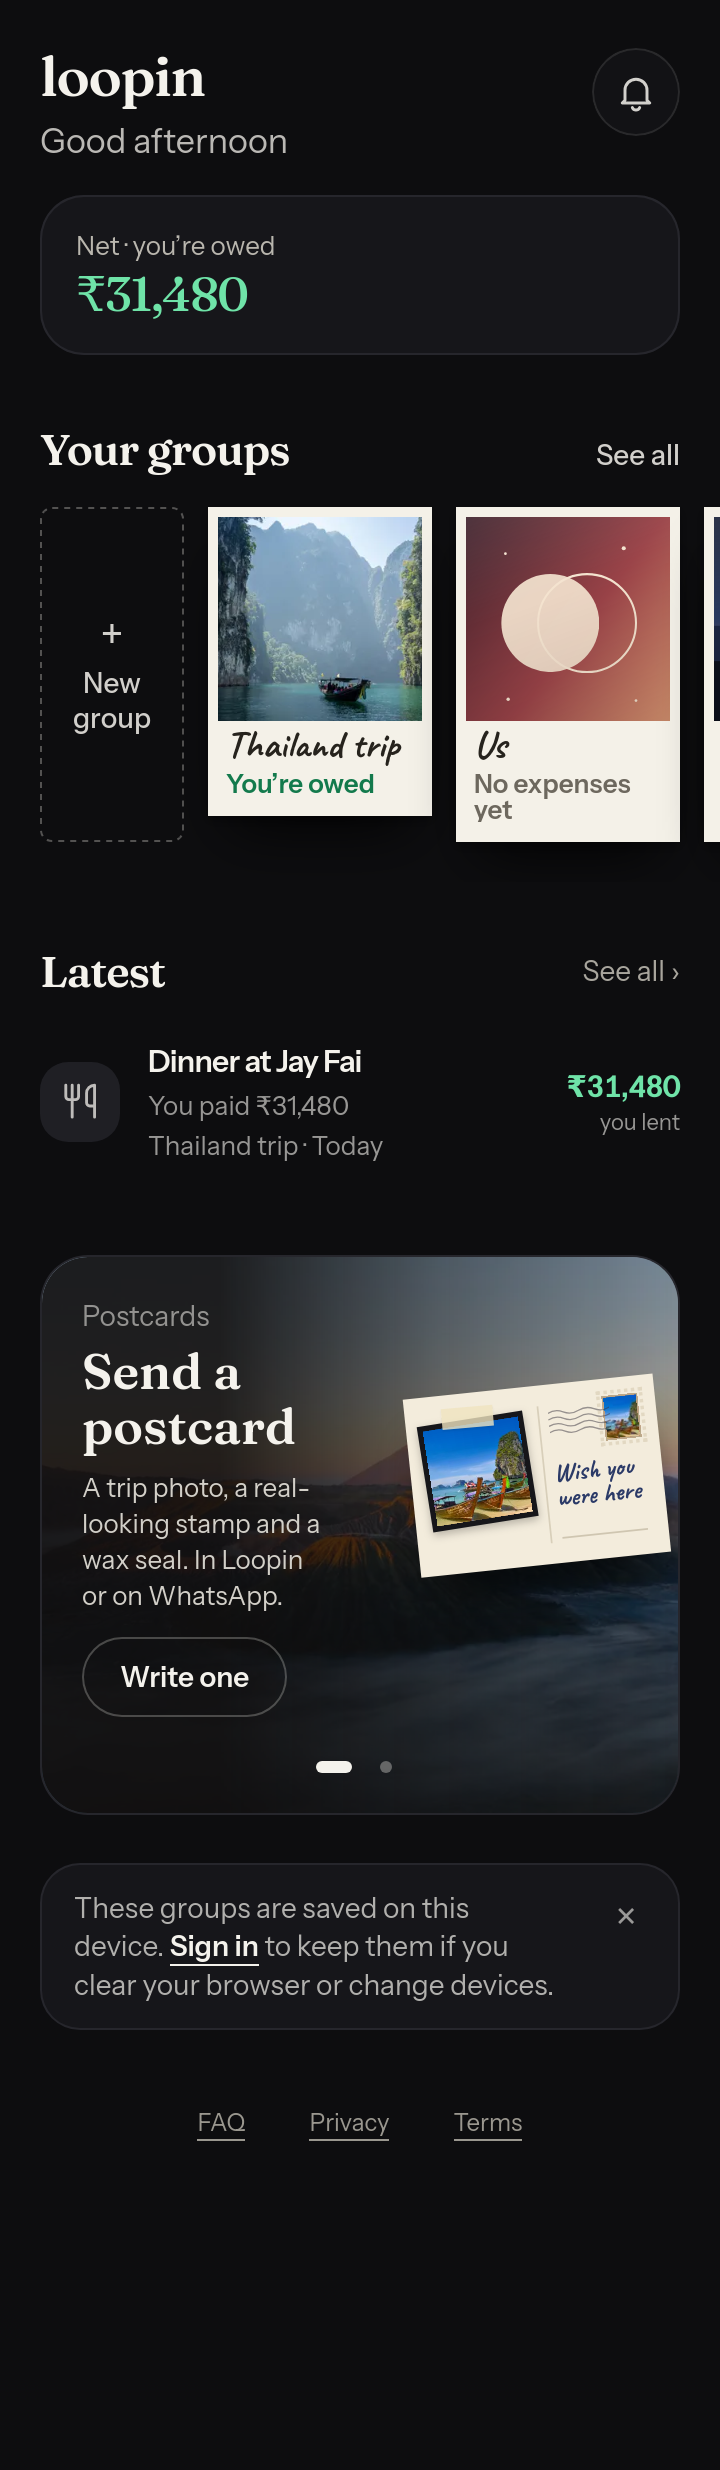 loopin
Good afternoon
Net · you’re owed
₹31,480
Your groups
See all
+
New
group
Thailand trip
You’re owed
Us
No expenses
yet
Latest
See all ›
Dinner at Jay Fai
You paid ₹31,480
Thailand trip · Today
₹31,480
you lent
Postcards
Send a
postcard
A trip photo, a real-
looking stamp and a
wax seal. In Loopin
or on WhatsApp.
Wish you
were here
Write one
These groups are saved on this
device. Sign in to keep them if you
clear your browser or change devices.
×
FAQ
Privacy
Terms